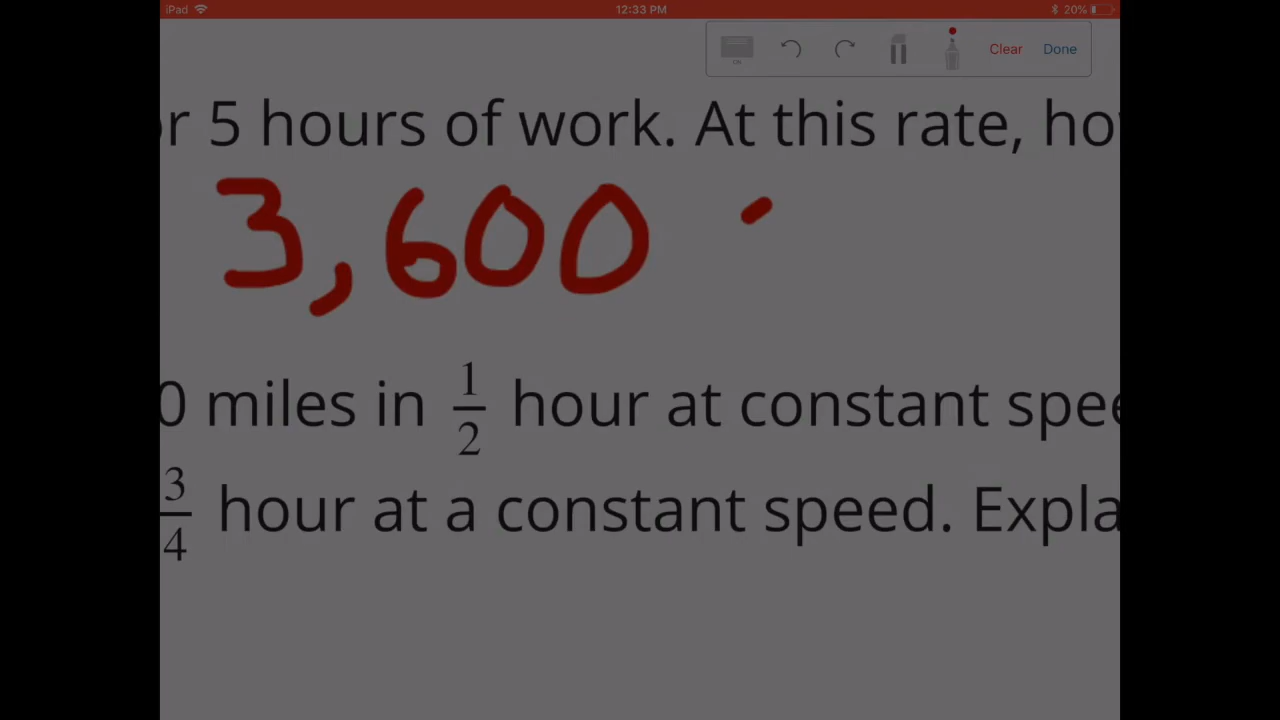 iPad 12:33 PM 20%
Clear Done
r 5 hours of work. At this rate, ho
3,600
0 miles in 1/2 hour at constant spee
3/4 hour at a constant speed. Expla